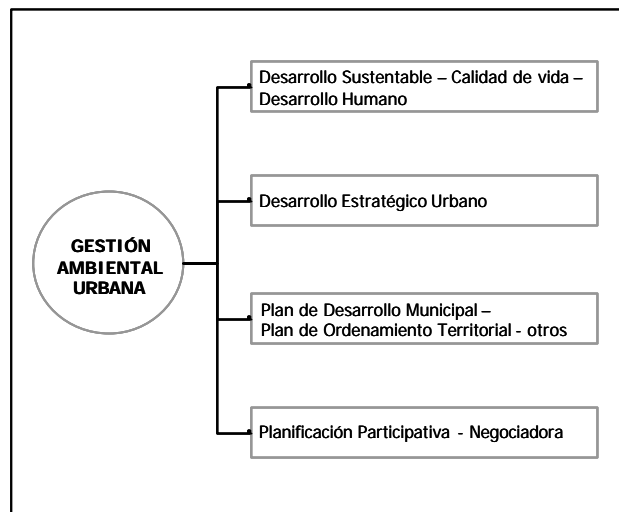 Desarrollo Sustentable – Calidad de vida –
Desarrollo Humano
Desarrollo Estratégico Urbano
GESTIÓN
AMBIENTAL
URBANA
Plan de Desarrollo Municipal –
Plan de Ordenamiento Territorial - otros
Planificación Participativa - Negociadora